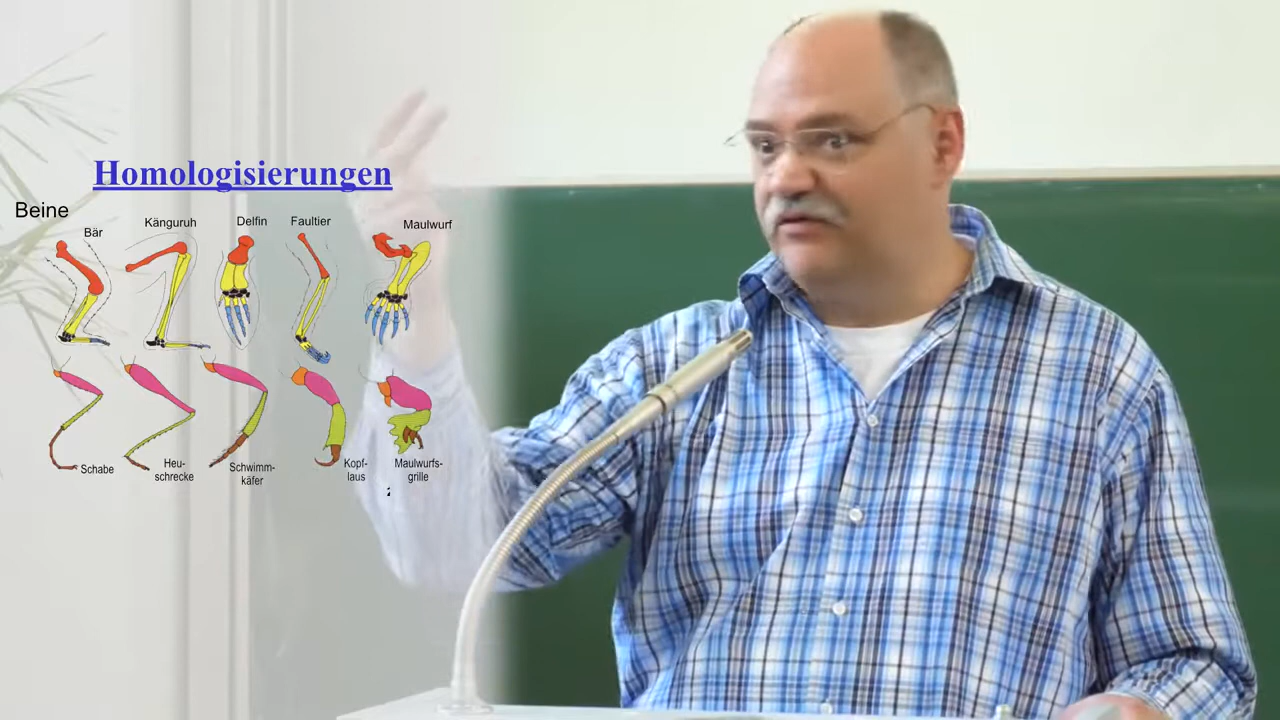 Homologisierungen
Beine
Bär
Känguruh
Delfin
Faultier
Maulwurf
Schabe
Heu-
schrecke
Schwimm-
käfer
Kopf-
laus
Maulwurfs-
grille